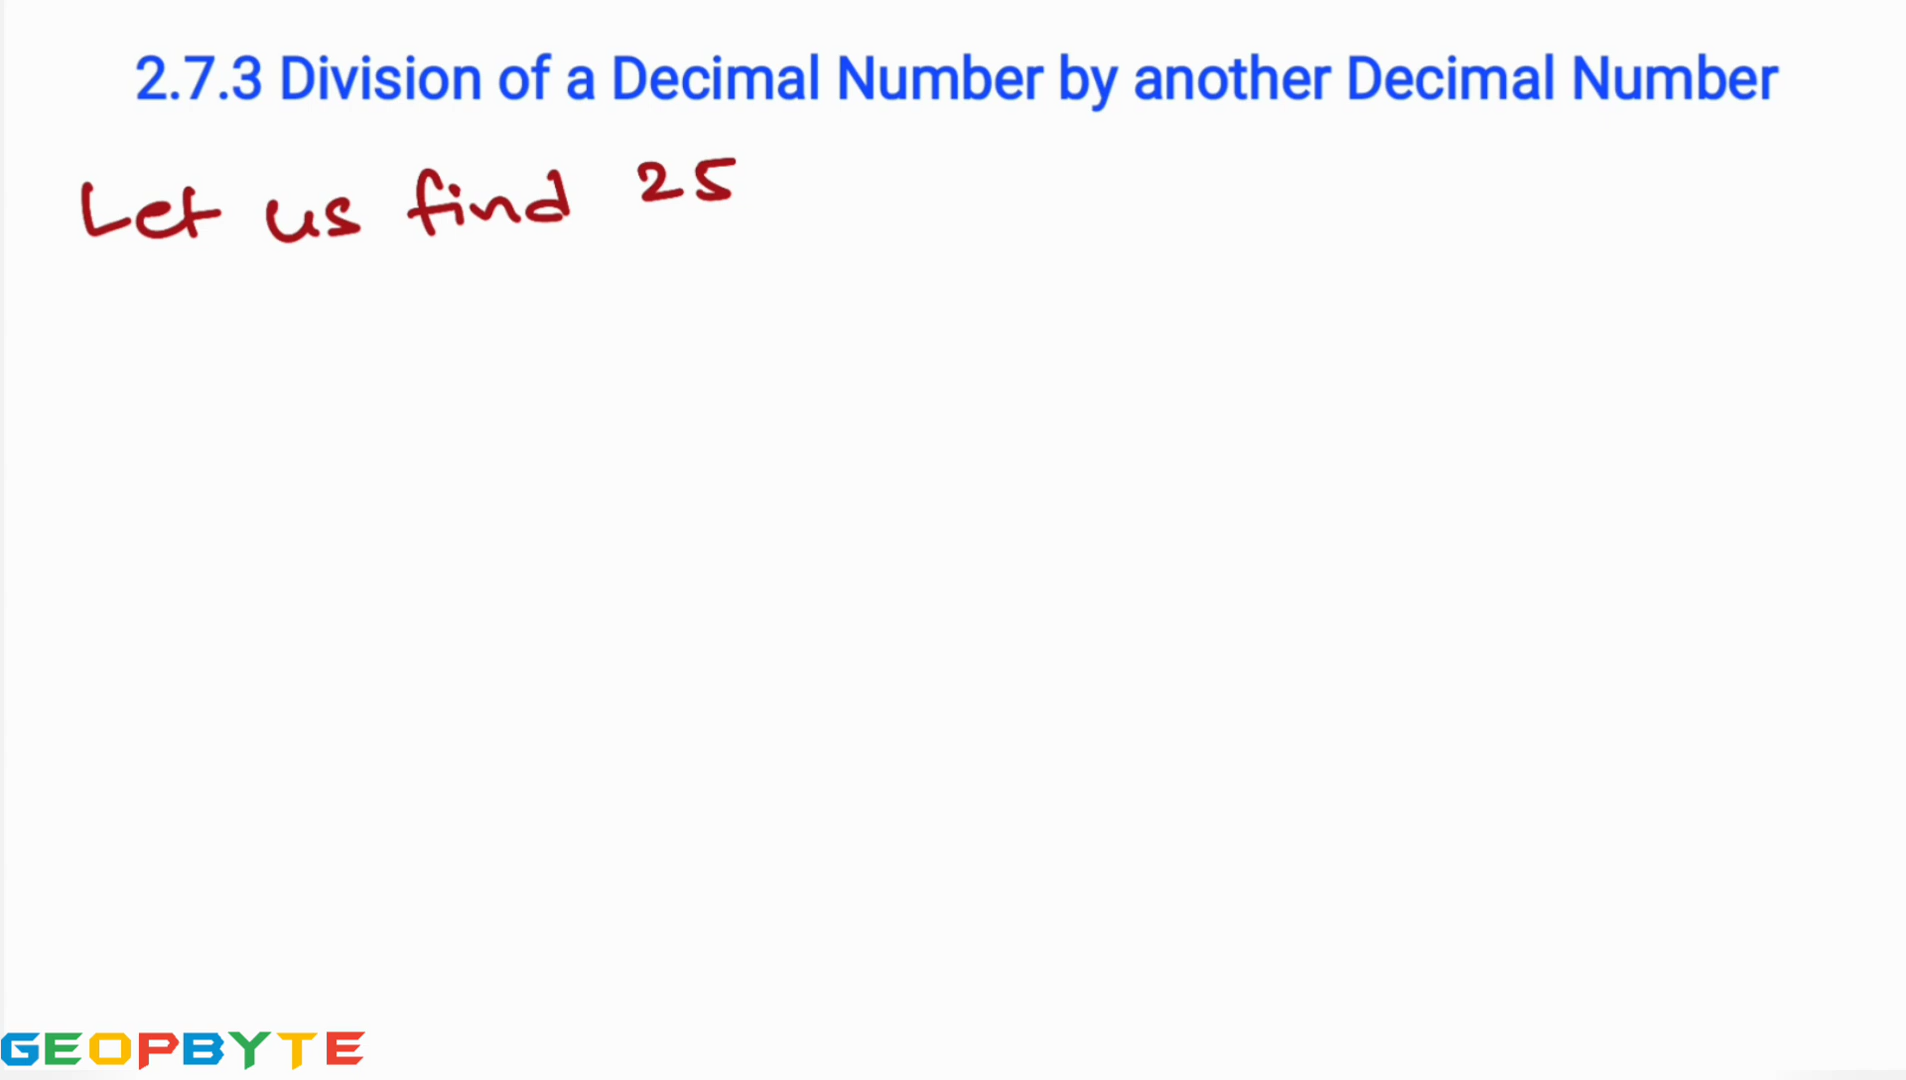 2.7.3 Division of a Decimal Number by another Decimal Number
Let us find 25
GEOPBYTE